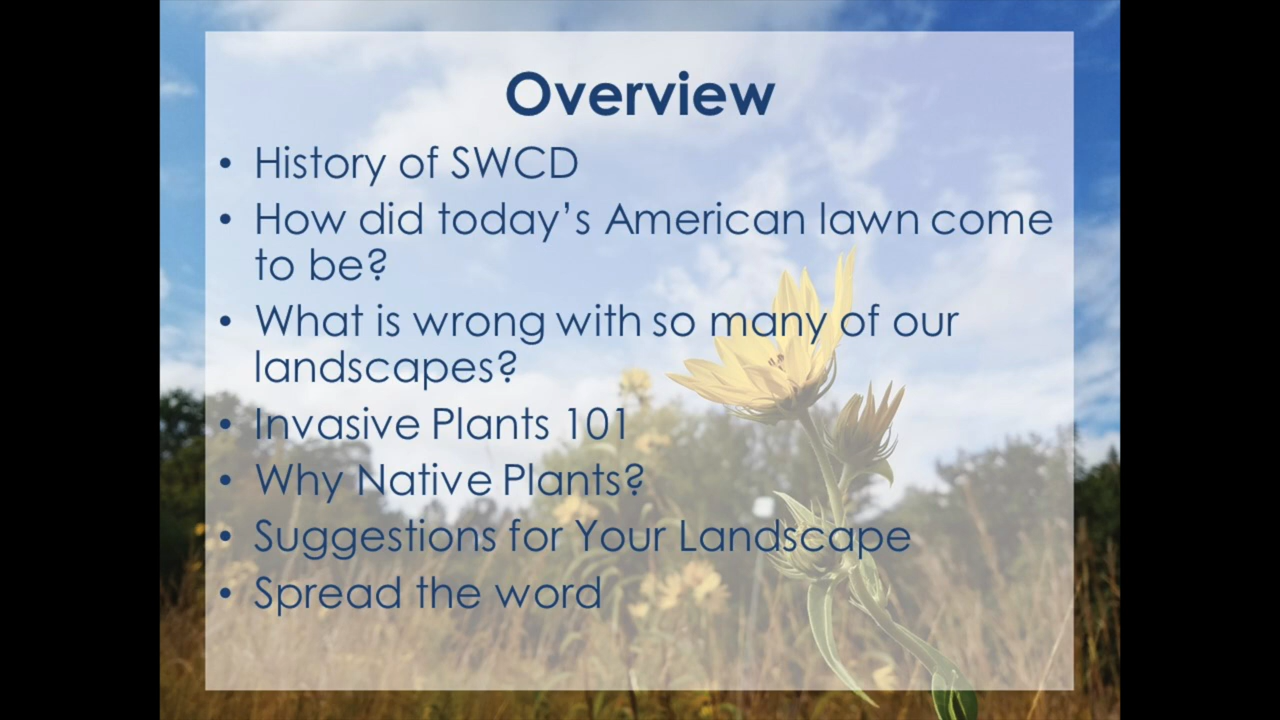 Overview
• History of SWCD
• How did today’s American lawn come
to be?
• What is wrong with so many of our
landscapes?
• Invasive Plants 101
• Why Native Plants?
• Suggestions for Your Landscape
• Spread the word